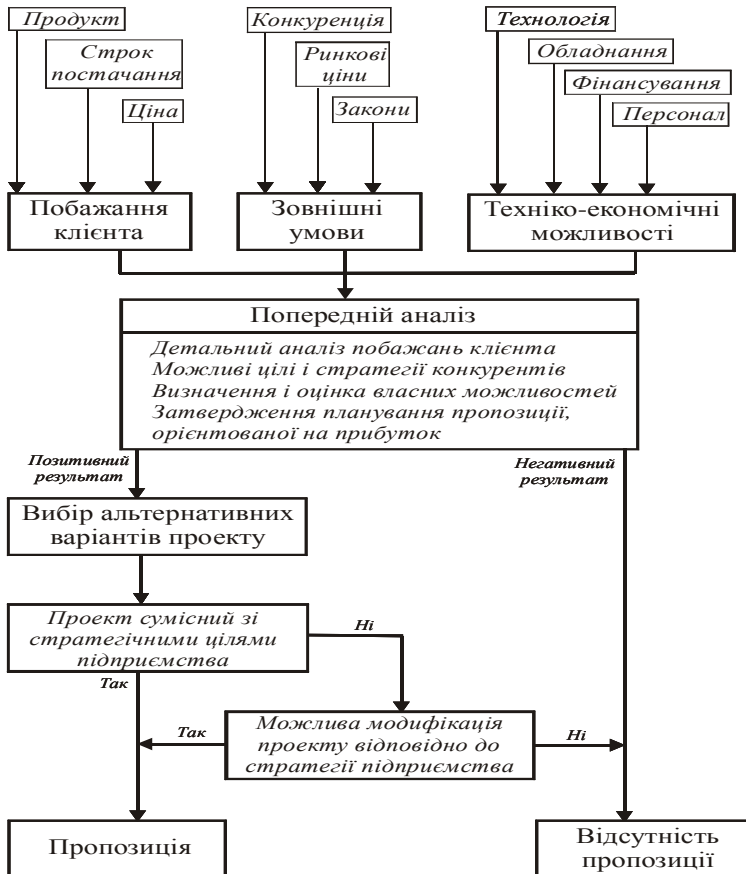 Продукт
Строк
постачання
Ціна
Конкуренція
Ринкові
ціни
Закони
Технологія
Обладнання
Фінансування
Персонал
Побажання
клієнта
Зовнішні
умови
Техніко-економічні
можливості
Попередній аналіз
Детальний аналіз побажань клієнта
Можливі цілі і стратегії конкурентів
Визначення і оцінка власних можливостей
Затвердження планування пропозиції,
орієнтованої на прибуток
Позитивний
результат
Негативний
результат
Вибір альтернативних
варіантів проекту
Проект сумісний зі
стратегічними цілями
підприємства
Ні
Так
Можлива модифікація
проекту відповідно до
стратегії підприємства
Так
Ні
Пропозиція
Відсутність
пропозиції